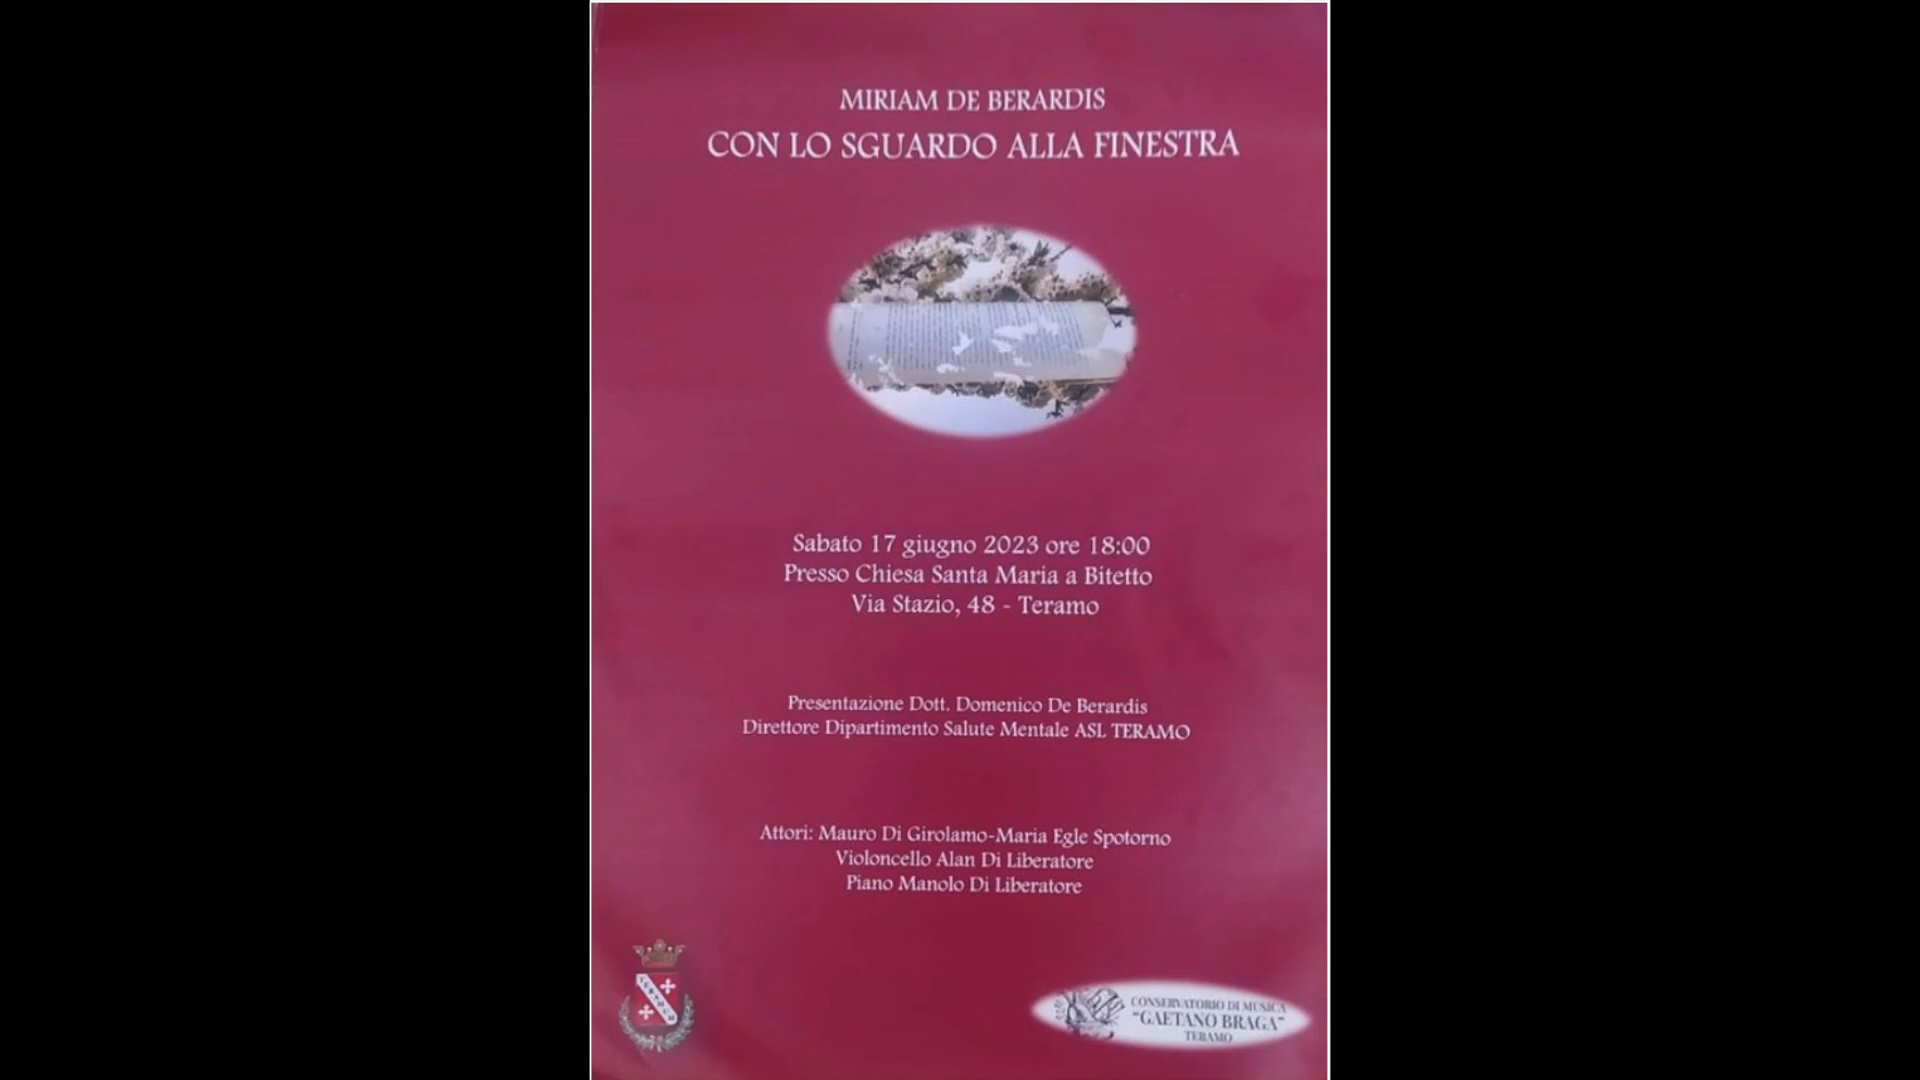 MIRIAM DE BERARDIS
CON LO SGUARDO ALLA FINESTRA
Sabato 17 giugno 2023 ore 18:00
Presso Chiesa Santa Maria a Bitetto
Via Stazio, 48 - Teramo
Presentazione Dott. Domenico De Berardis
Direttore Dipartimento Salute Mentale ASL TERAMO
Attori: Mauro Di Girolamo-Maria Egle Spotorno
Violoncello Alan Di Liberatore
Piano Manolo Di Liberatore
CONSERVATORIO DI MUSICA
"GAETANO BRAGA"
TERAMO